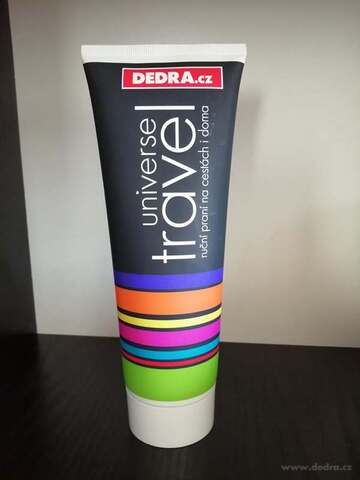 DEDRA.cz
universe
travel
ruční praní na cestách i doma
www.dedra.cz